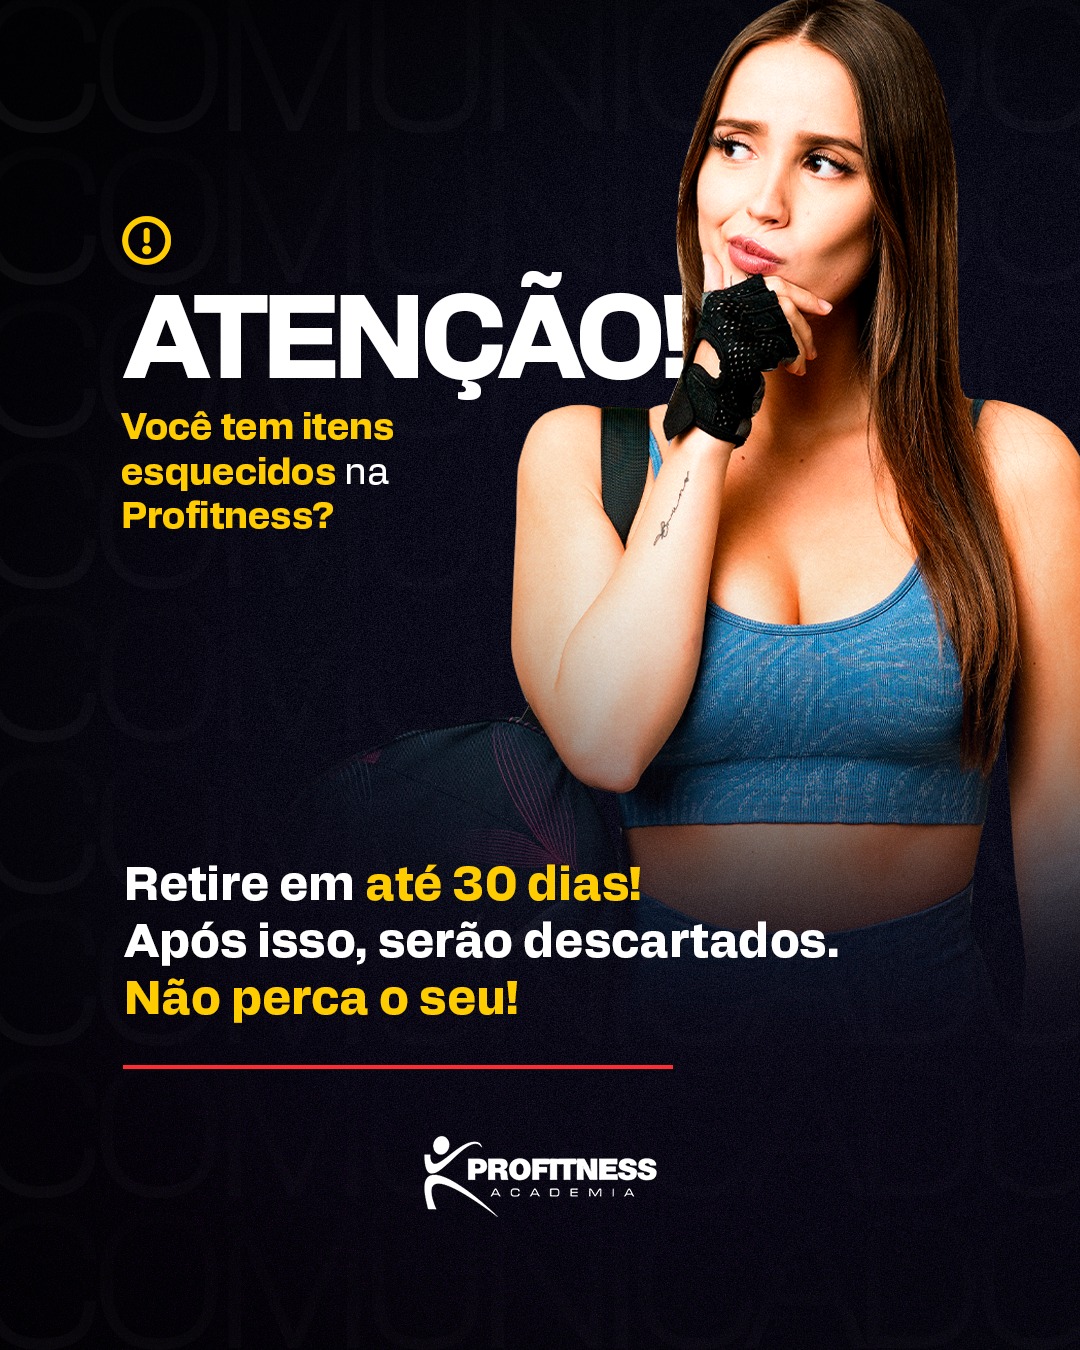 COMUNICADO
ATENÇÃO!
Você tem itens
esquecidos na
Profitness?
Retire em até 30 dias!
Após isso, serão descartados.
Não perca o seu!
PROFITNESS
ACADEMIA